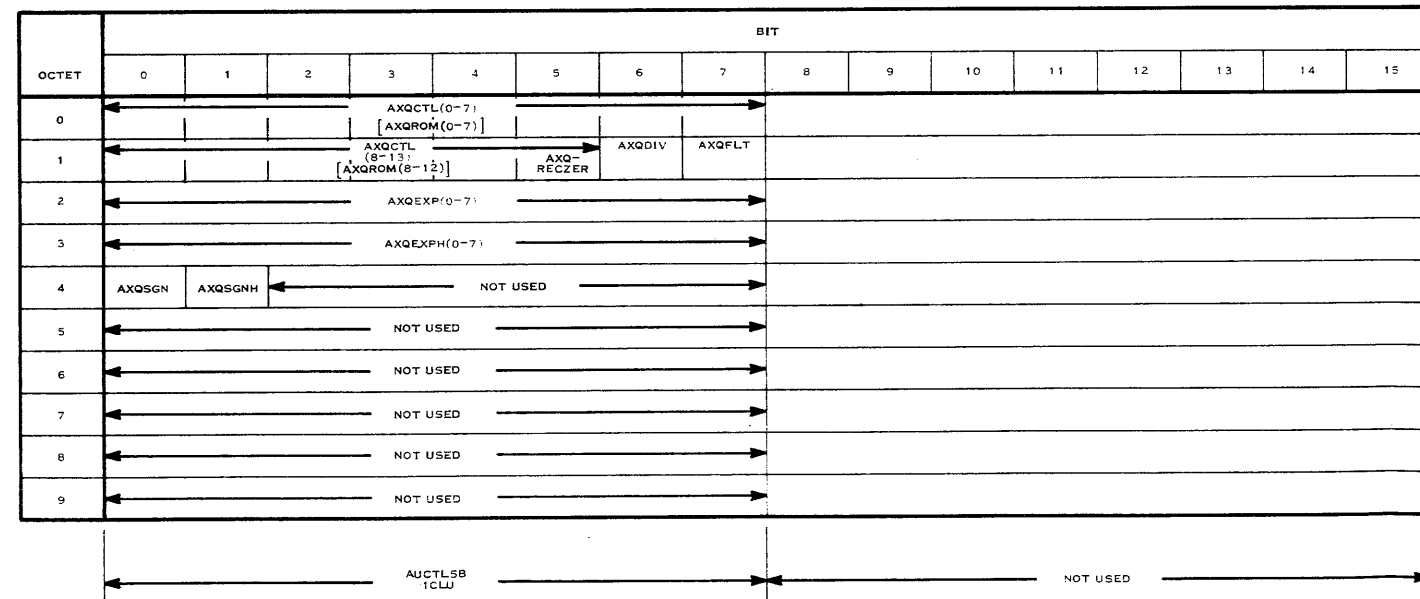 BIT
OCTET 0 1 2 3 4 5 6 7 8 9 10 11 12 13 14 15
0 AXQCTL(0-7)
[AXQROM(0-7)]
1 AXQCTL AXQDIV AXQFLT
(8-13)
[AXQROM(8-12)] AXQ-
RECZER
2 AXQEXP(0-7)
3 AXQEXPH(0-7)
4 AXQSGN AXQSGNH NOT USED
5 NOT USED
6 NOT USED
7 NOT USED
8 NOT USED
9 NOT USED
AUCTLSB NOT USED
1CLU